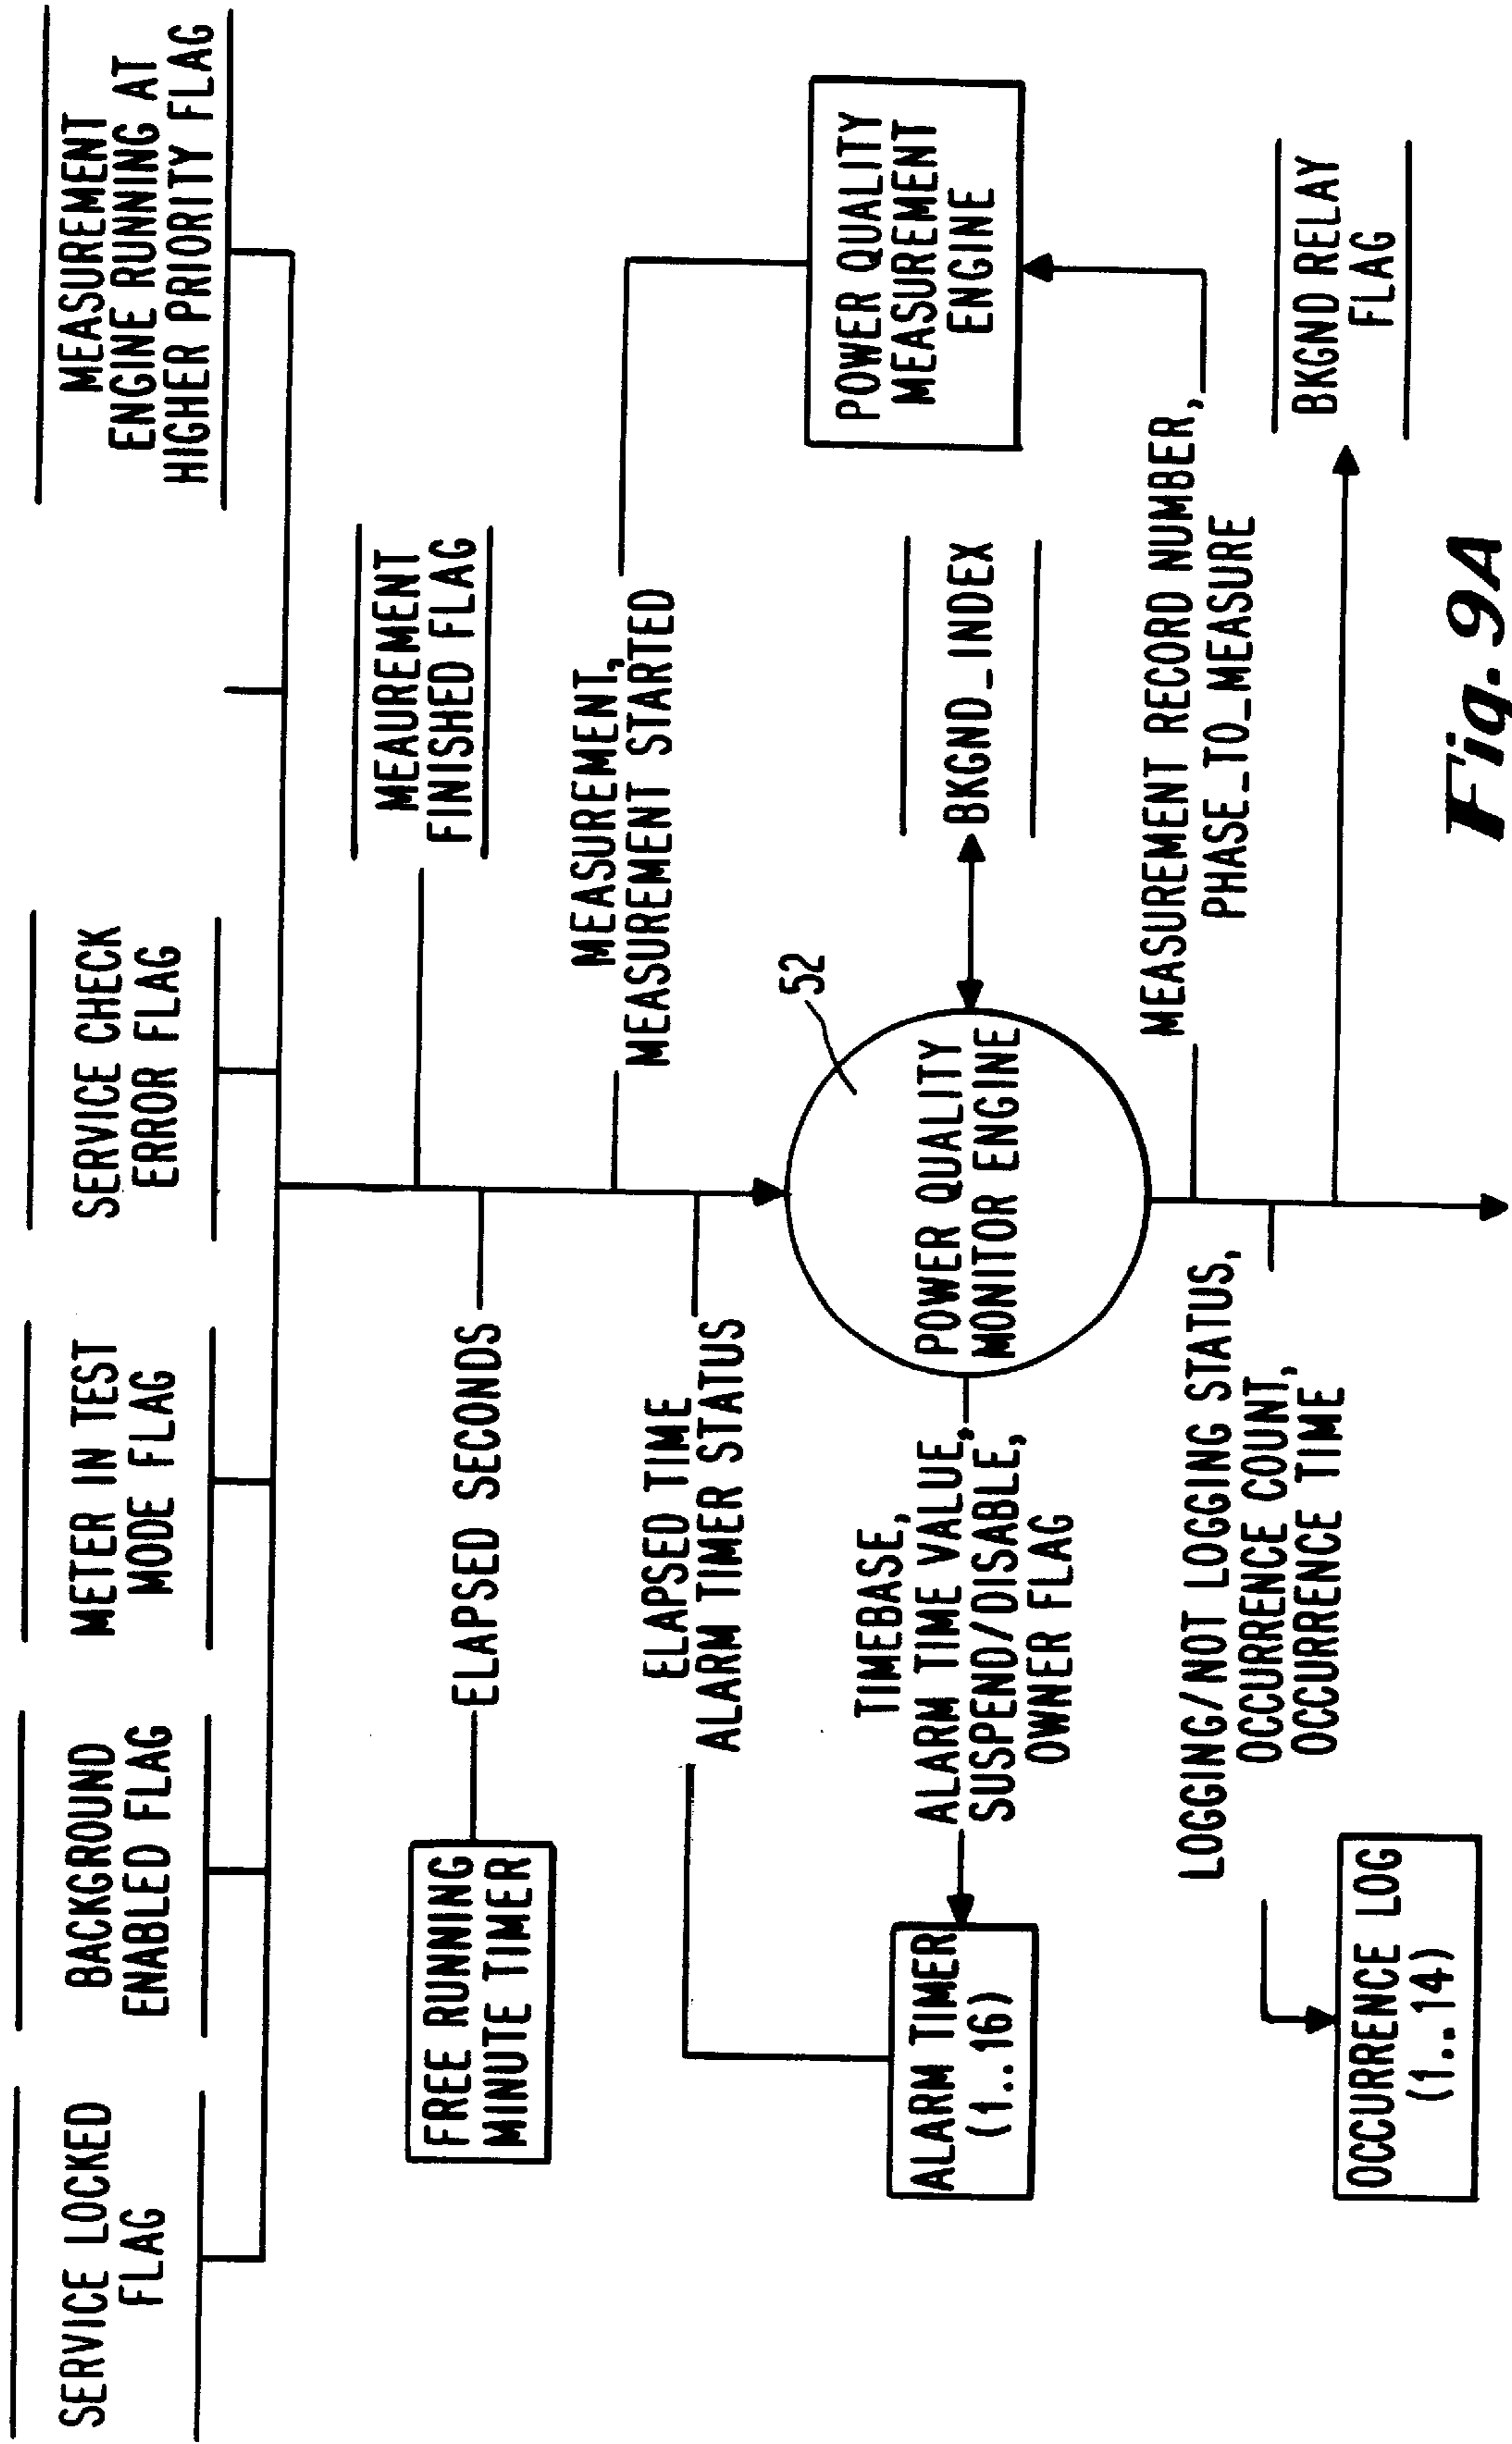 SERVICE LOCKED
FLAG
BACKGROUND
ENABLED FLAG
METER IN TEST
MODE FLAG
SERVICE CHECK
ERROR FLAG
MEASUREMENT
ENGINE RUNNING AT
HIGHER PRIORITY FLAG
MEAUREMENT
FINISHED FLAG
FREE RUNNING
MINUTE TIMER
ELAPSED SECONDS
MEASUREMENT,
MEASUREMENT STARTED
ELAPSED TIME
ALARM TIMER STATUS
POWER QUALITY
MEASUREMENT
ENGINE
52
TIMEBASE,
ALARM TIME VALUE,
SUSPEND/DISABLE,
OWNER FLAG
ALARM TIMER
(1..16)
POWER QUALITY
MONITOR ENGINE
BKGND_INDEX
MEASUREMENT RECORD NUMBER,
PHASE_TO_MEASURE
LOGGING/NOT LOGGING STATUS,
OCCURRENCE COUNT,
OCCURRENCE TIME
BKGND RELAY
FLAG
OCCURRENCE LOG
(1..14)
Fig. 9A